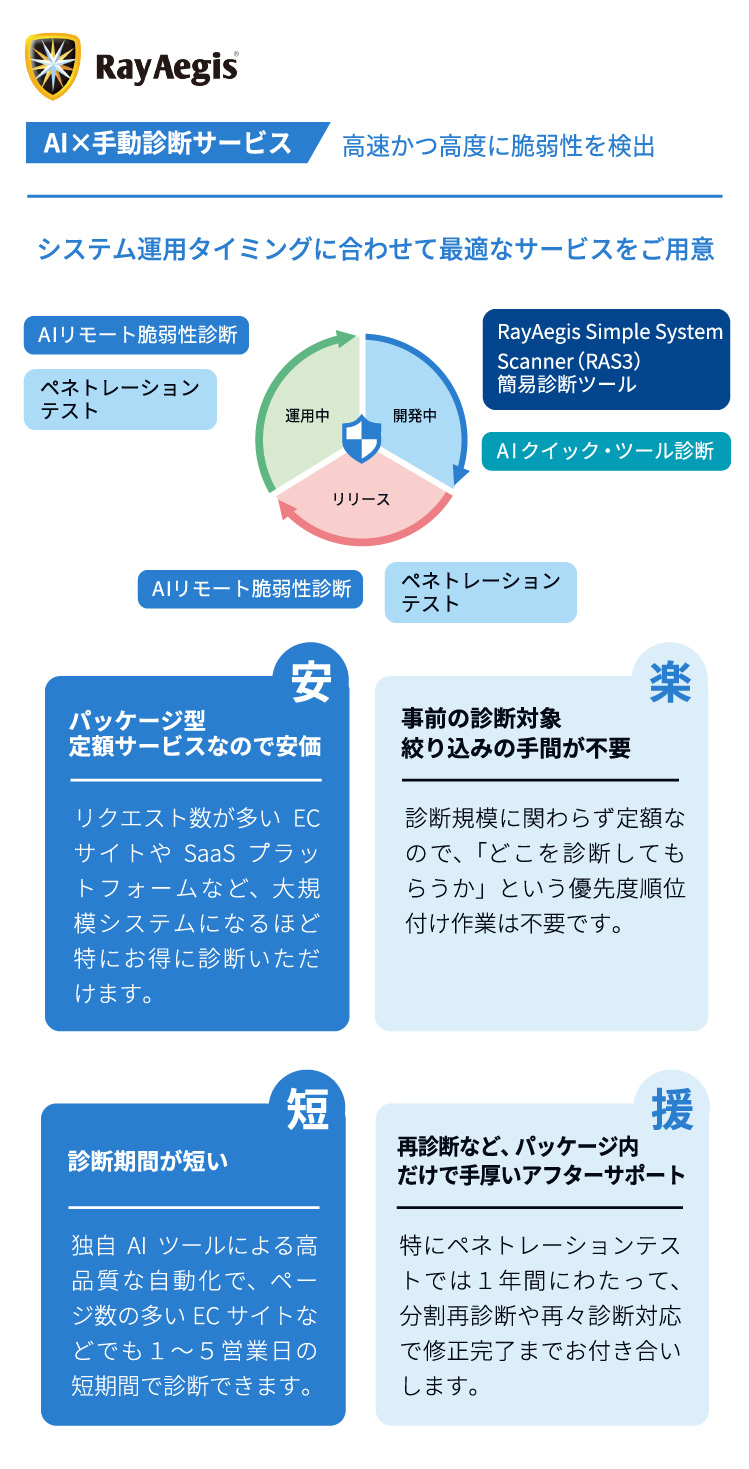 RayAegis®
AI×手動診断サービス
高速かつ高度に脆弱性を検出
システム運用タイミングに合わせて最適なサービスをご用意
AIリモート脆弱性診断
ペネトレーション
テスト
運用中
開発中
リリース
RayAegis Simple System
Scanner（RAS3）
簡易診断ツール
AIクイック・ツール診断
AIリモート脆弱性診断
ペネトレーション
テスト
安
パッケージ型
定額サービスなので安価
リクエスト数が多い EC
サイトや SaaS プラッ
トフォームなど、大規
模システムになるほど
特にお得に診断いただ
けます。
楽
事前の診断対象
絞り込みの手間が不要
診断規模に関わらず定額な
ので、「どこを診断しても
らうか」という優先度順位
付け作業は不要です。
短
診断期間が短い
独自 AI ツールによる高
品質な自動化で、ペー
ジ数の多い EC サイトな
どでも１～５営業日の
短期間で診断できます。
援
再診断など、パッケージ内
だけで手厚いアフターサポート
特にペネトレーションテス
トでは１年間にわたって、
分割再診断や再々診断対応
で修正完了までお付き合い
します。